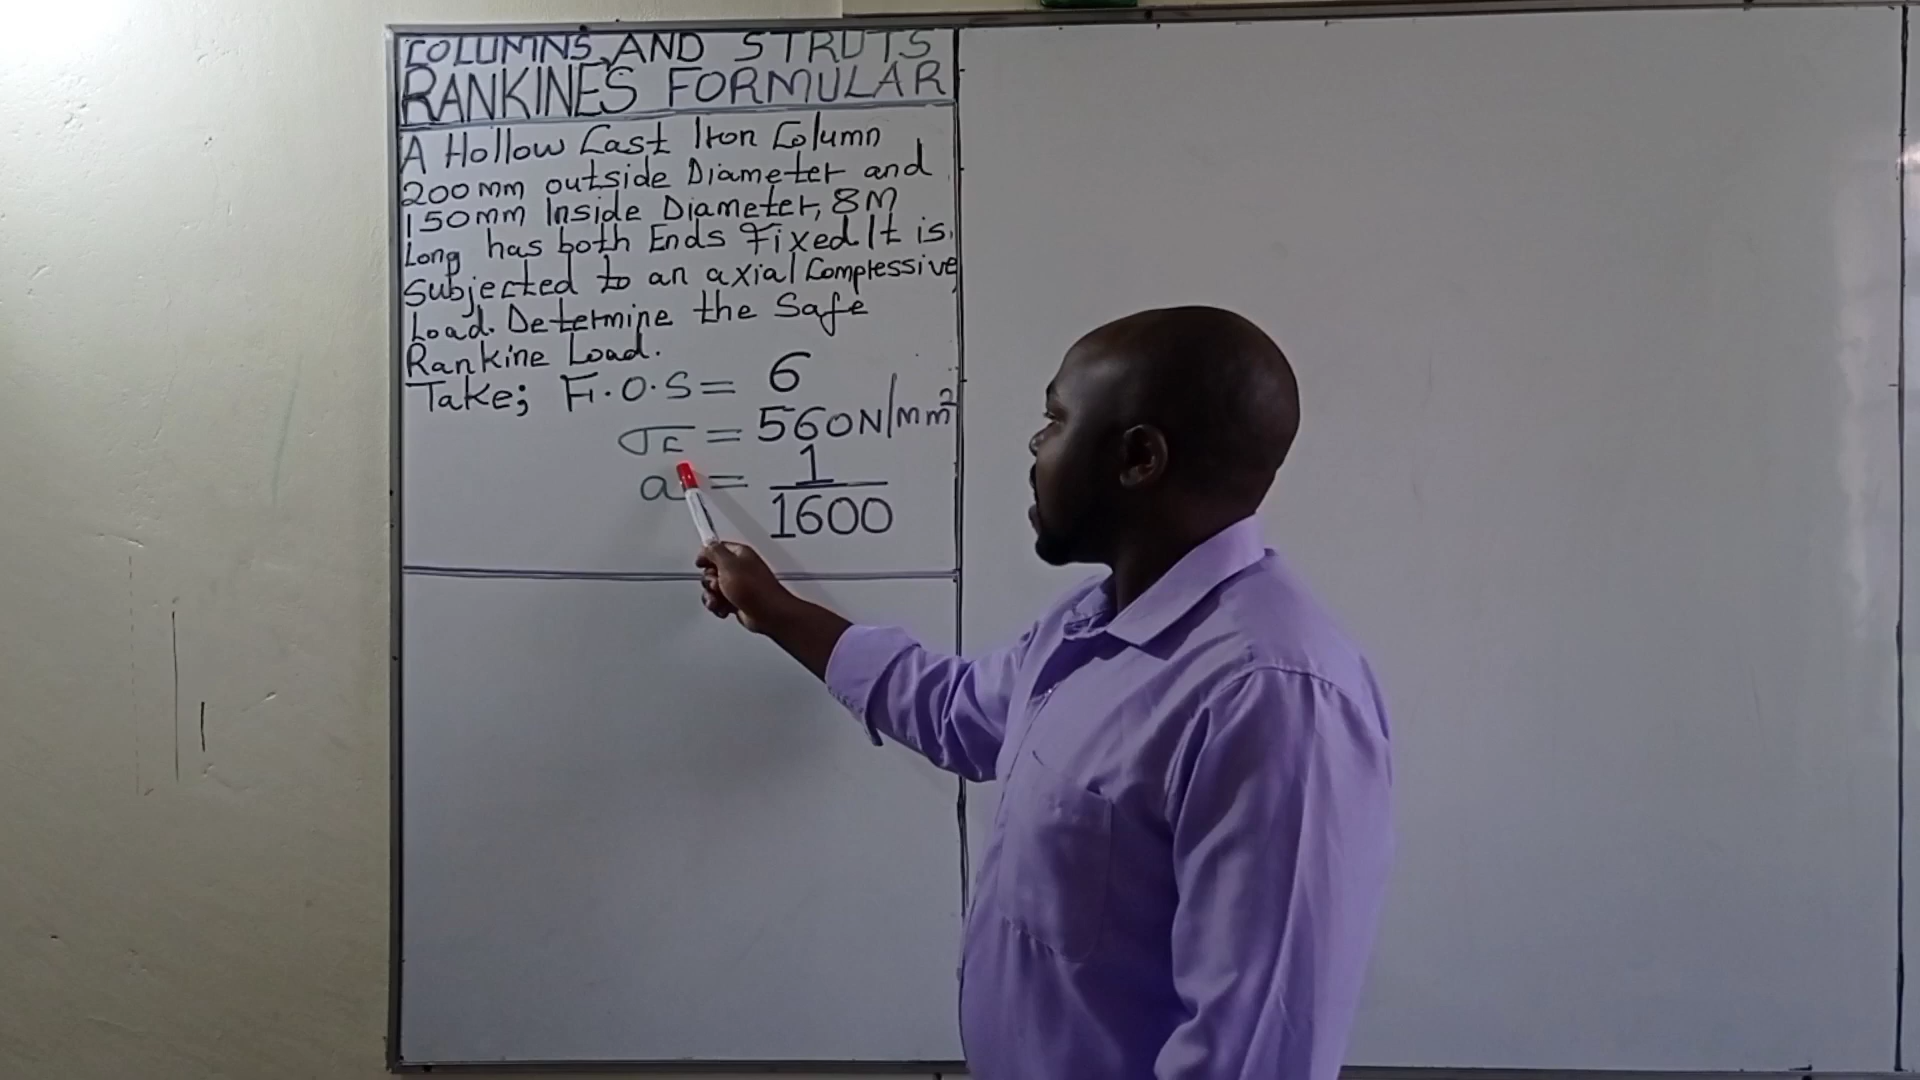 COLUMNS AND STRUTS
RANKINES FORMULAR
A Hollow Cast Iron Column
200mm outside Diameter and
150mm Inside Diameter, 8M
Long has both Ends Fixed It is
Subjected to an axial Compressive
Load. Determine the Safe
Rankine Load.
Take; F.O.S = 6
σc = 560N/mm²
a = 1/1600